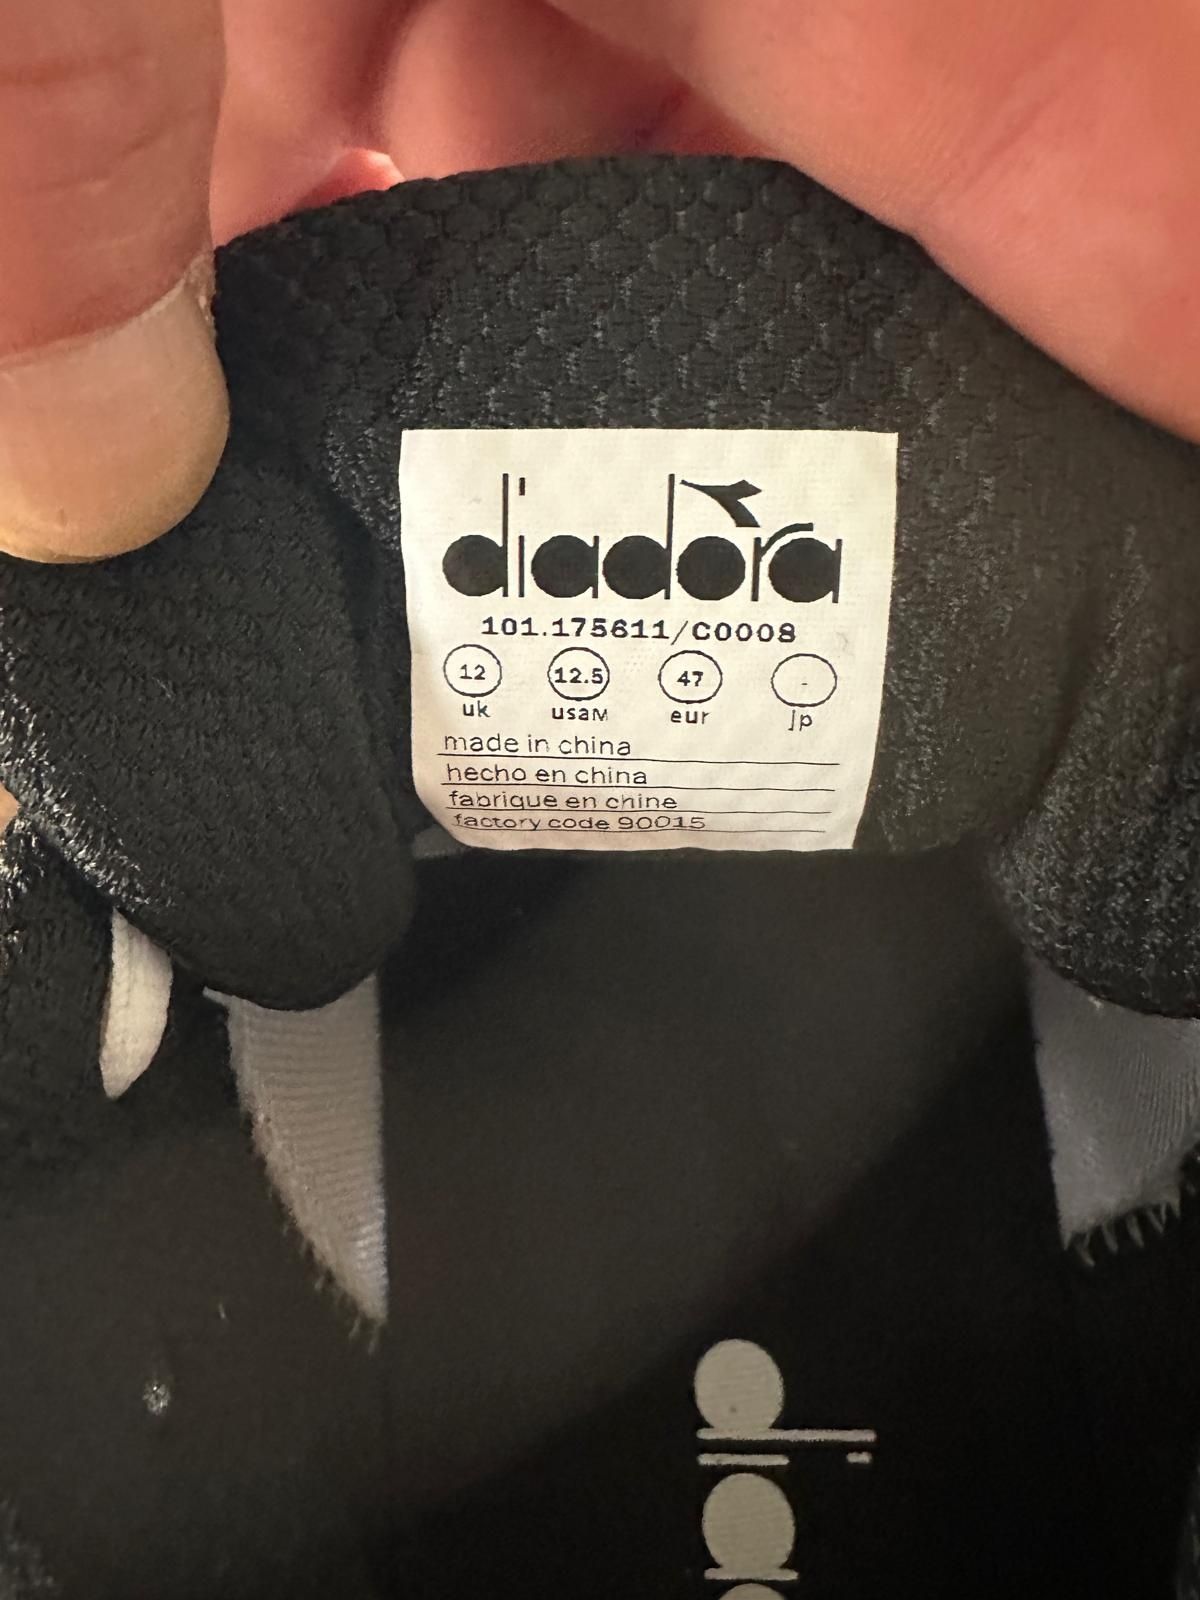 diadora
101.175611/C0008
12 12.5 47 -
uk usaM eur jp
made in china
hecho en china
fabrique en chine
factory code 90015